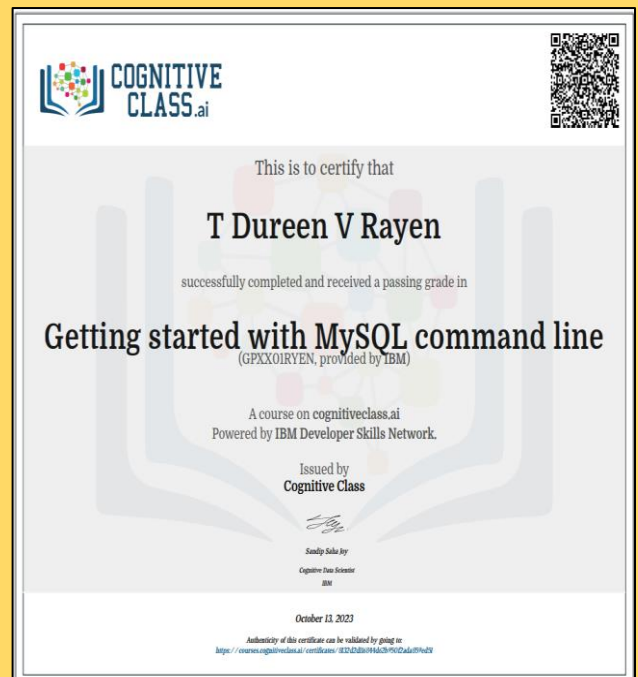 COGNITIVE
CLASS.ai
This is to certify that
T Dureen V Rayen
successfully completed and received a passing grade in
Getting started with MySQL command line
(GPXX01RYEN, provided by IBM)
A course on cognitiveclass.ai
Powered by IBM Developer Skills Network.
Issued by
Cognitive Class
Sandip Saha Joy
Cognitive Data Scientist
IBM
October 13, 2023
Authenticity of this certificate can be validated by going to: